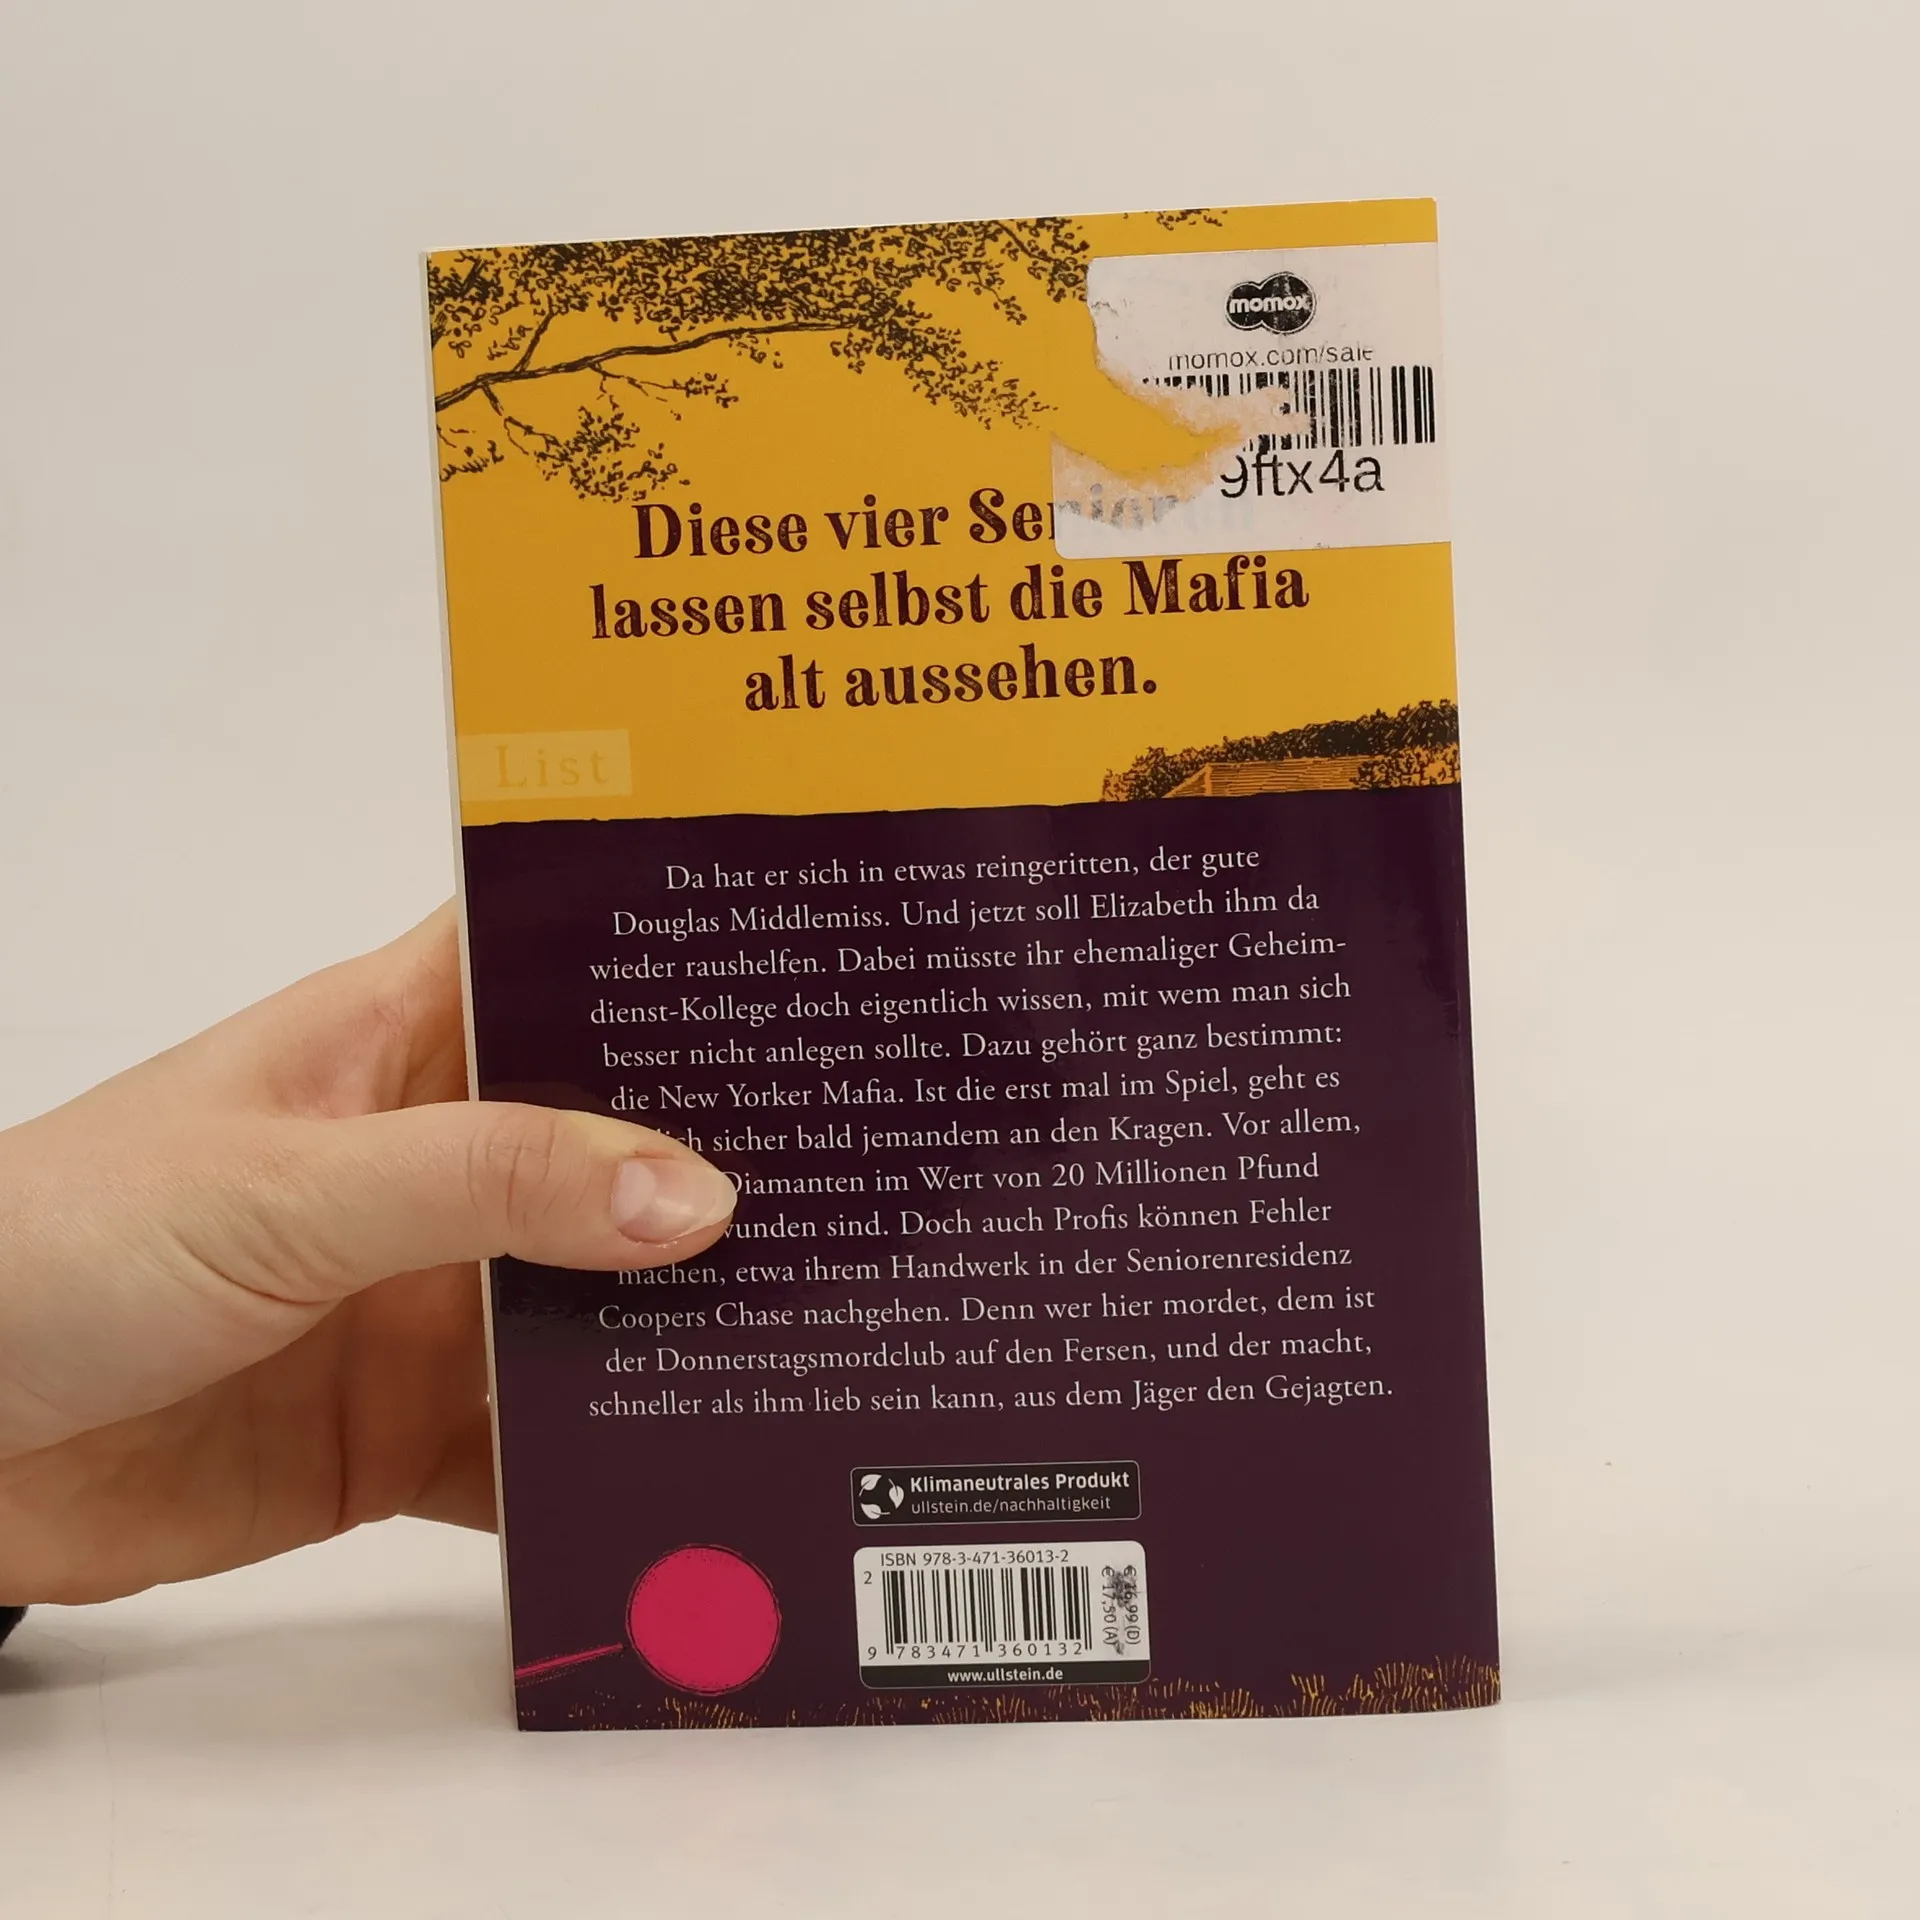 momox
momox.com/sale
9ftx4a
Diese vier Senioren
lassen selbst die Mafia
alt aussehen.
List
Da hat er sich in etwas reingeritten, der gute
Douglas Middlemiss. Und jetzt soll Elizabeth ihm da
wieder raushelfen. Dabei müsste ihr ehemaliger Geheim-
dienst-Kollege doch eigentlich wissen, mit wem man sich
besser nicht anlegen sollte. Dazu gehört ganz bestimmt:
die New Yorker Mafia. Ist die erst mal im Spiel, geht es
sicher bald jemandem an den Kragen. Vor allem,
Diamanten im Wert von 20 Millionen Pfund
sind. Doch auch Profis können Fehler
machen, etwa ihrem Handwerk in der Seniorenresidenz
Coopers Chase nachgehen. Denn wer hier mordet, dem ist
der Donnerstagsmordclub auf den Fersen, und der macht,
schneller als ihm lieb sein kann, aus dem Jäger den Gejagten.
Klimaneutrales Produkt
ullstein.de/nachhaltigkeit
ISBN 978-3-471-36013-2
2
€ 16,99 (D)
€ 17,50 (A)
9 783471 360132
www.ullstein.de